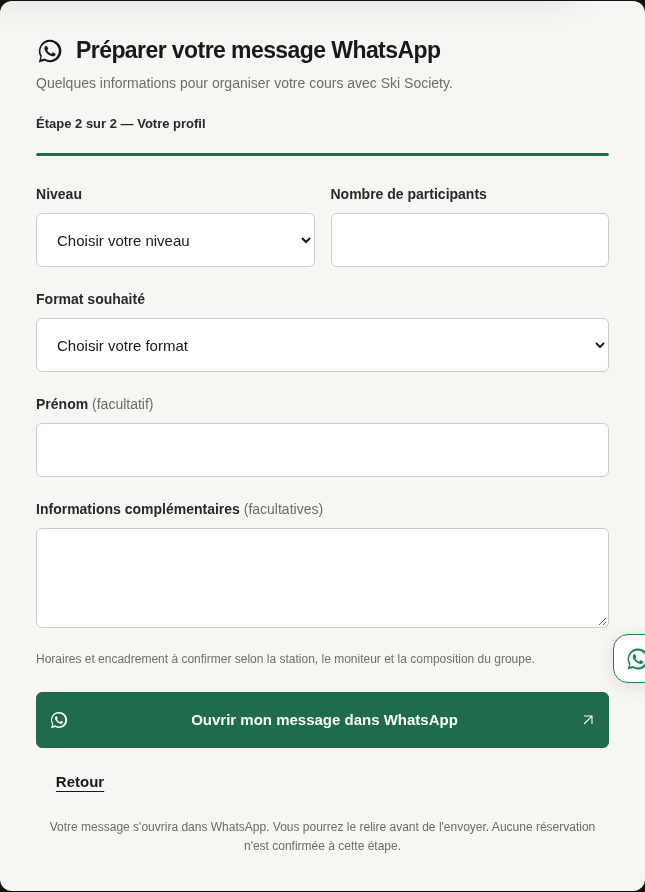 Préparer votre message WhatsApp
Quelques informations pour organiser votre cours avec Ski Society.
Étape 2 sur 2 — Votre profil
Niveau
Nombre de participants
Choisir votre niveau
Format souhaité
Choisir votre format
Prénom (facultatif)
Informations complémentaires (facultatives)
Horaires et encadrement à confirmer selon la station, le moniteur et la composition du groupe.
Ouvrir mon message dans WhatsApp
Retour
Votre message s'ouvrira dans WhatsApp. Vous pourrez le relire avant de l'envoyer. Aucune réservation
n'est confirmée à cette étape.